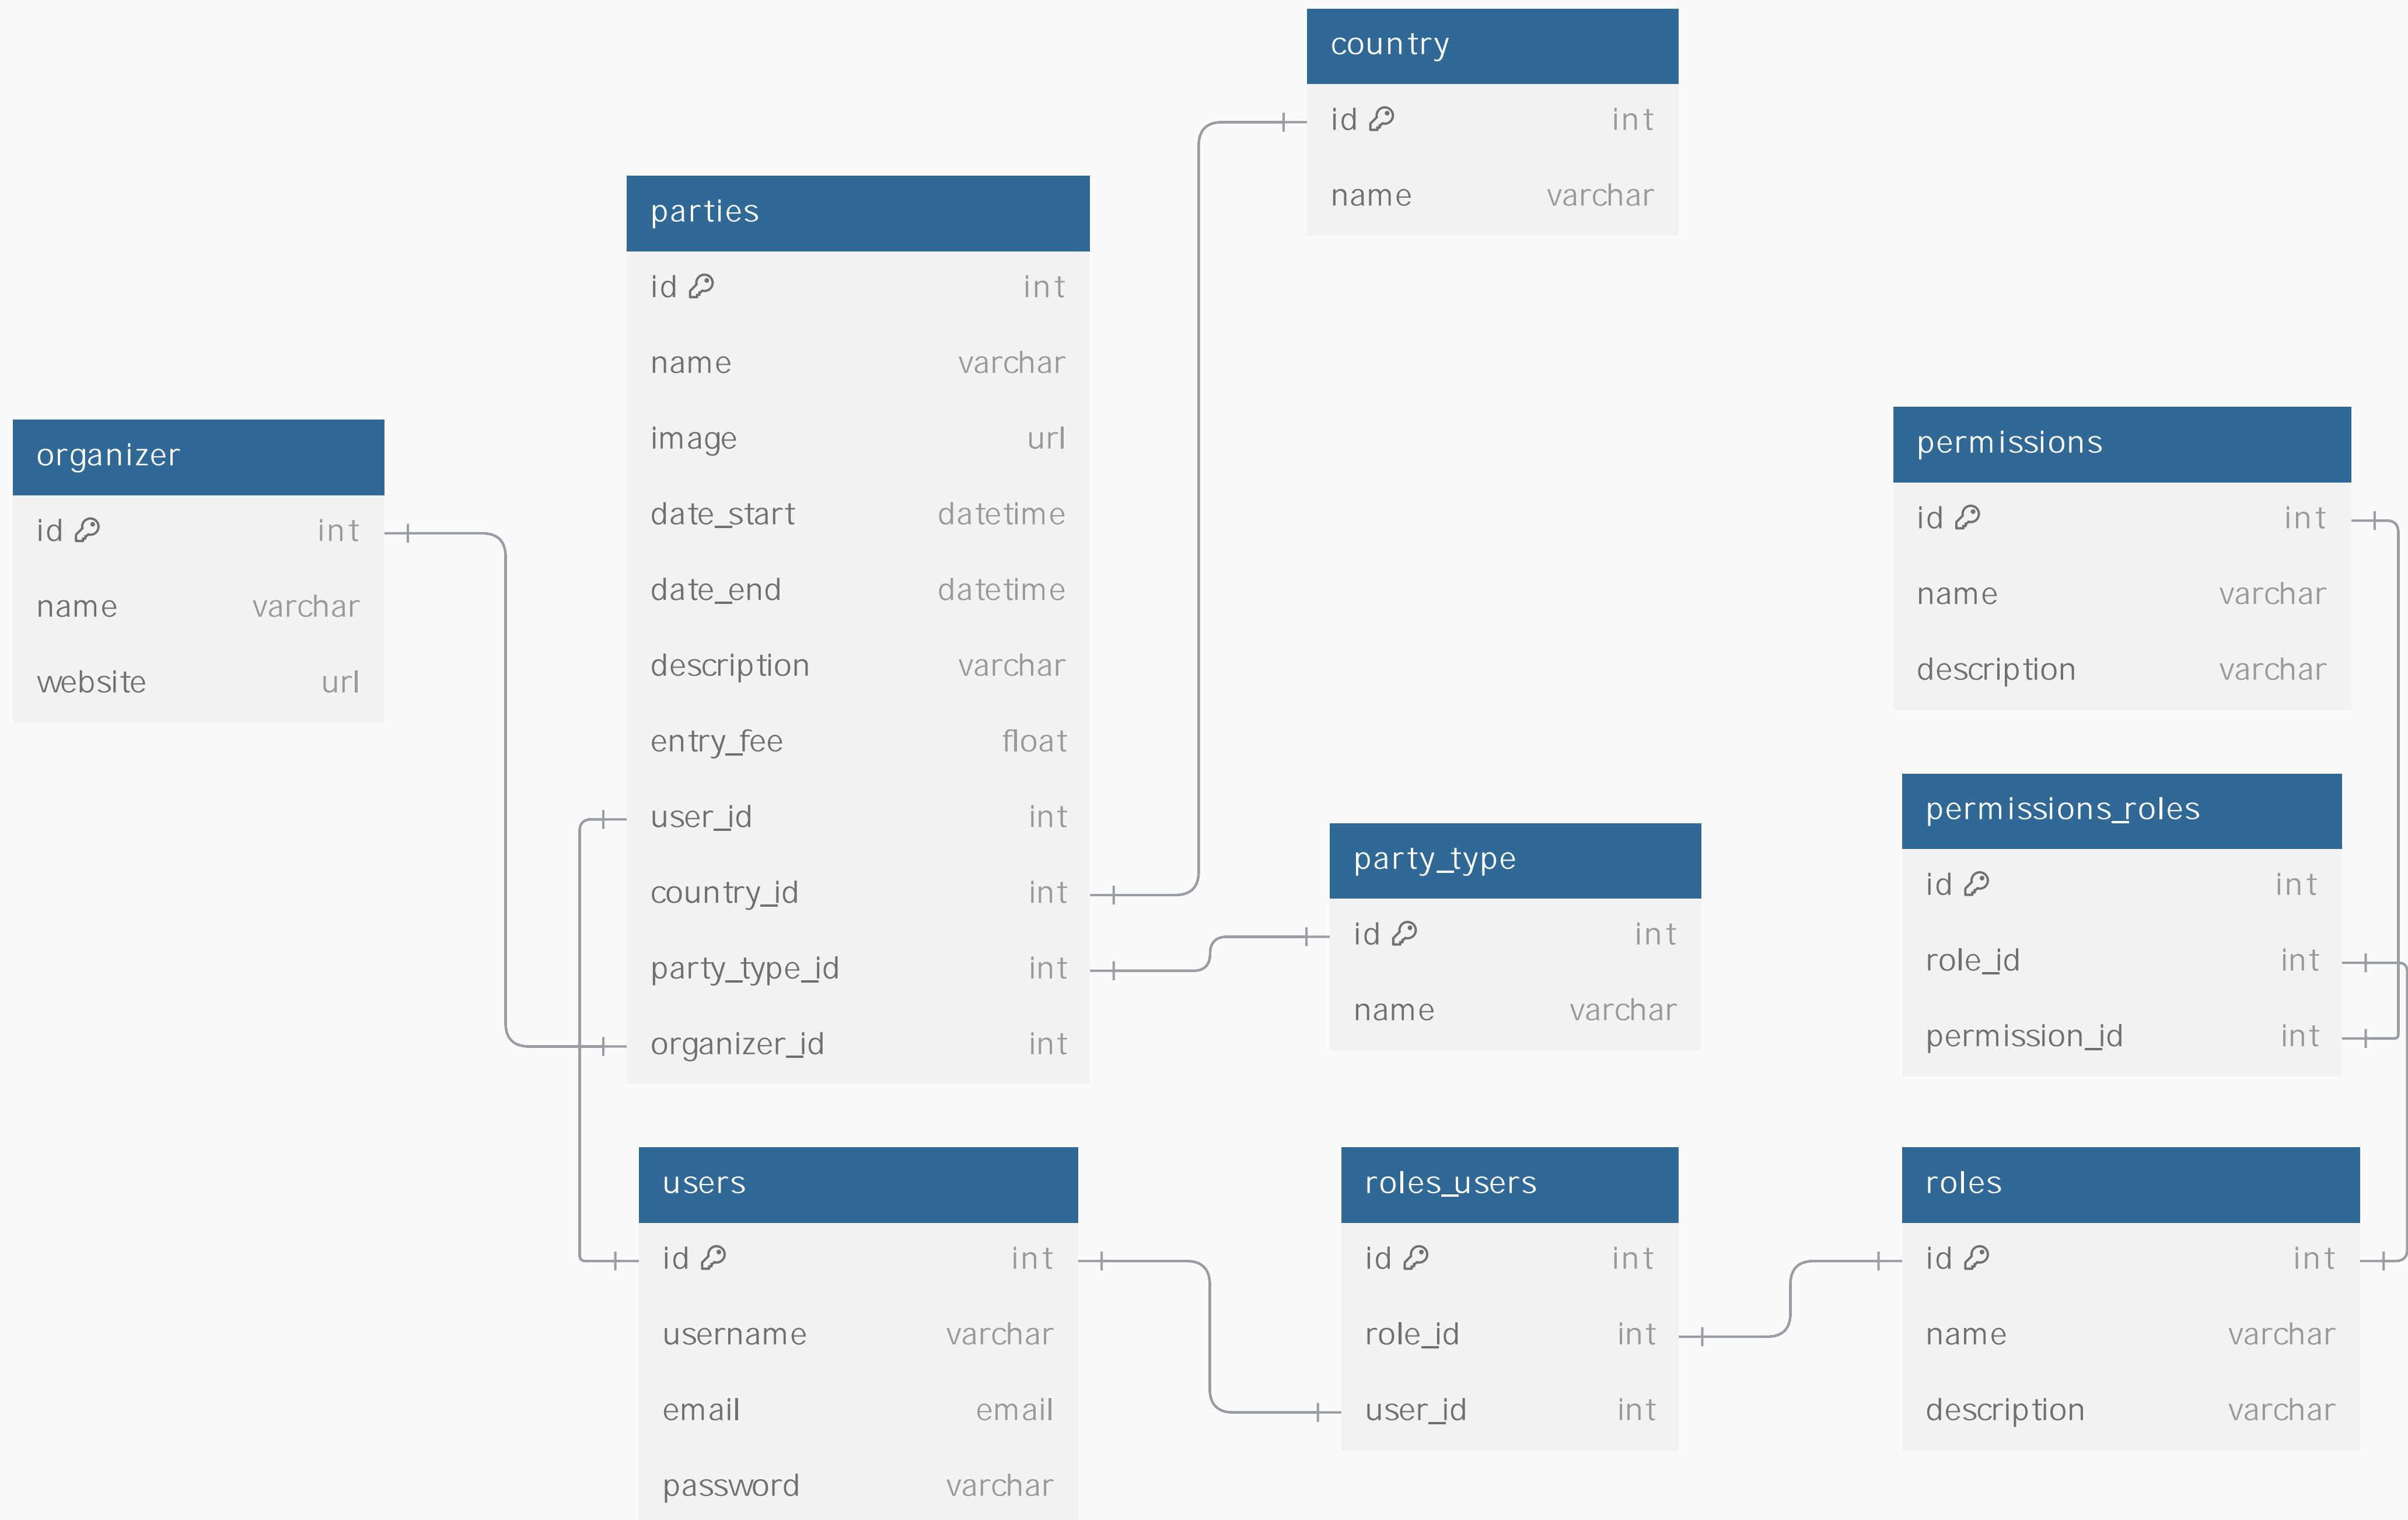 country
id int
name varchar
parties
id int
name varchar
image url
date_start datetime
date_end datetime
description varchar
entry_fee float
user_id int
country_id int
party_type_id int
organizer_id int
organizer
id int
name varchar
website url
permissions
id int
name varchar
description varchar
permissions_roles
id int
role_id int
permission_id int
party_type
id int
name varchar
users
id int
username varchar
email email
password varchar
roles_users
id int
role_id int
user_id int
roles
id int
name varchar
description varchar